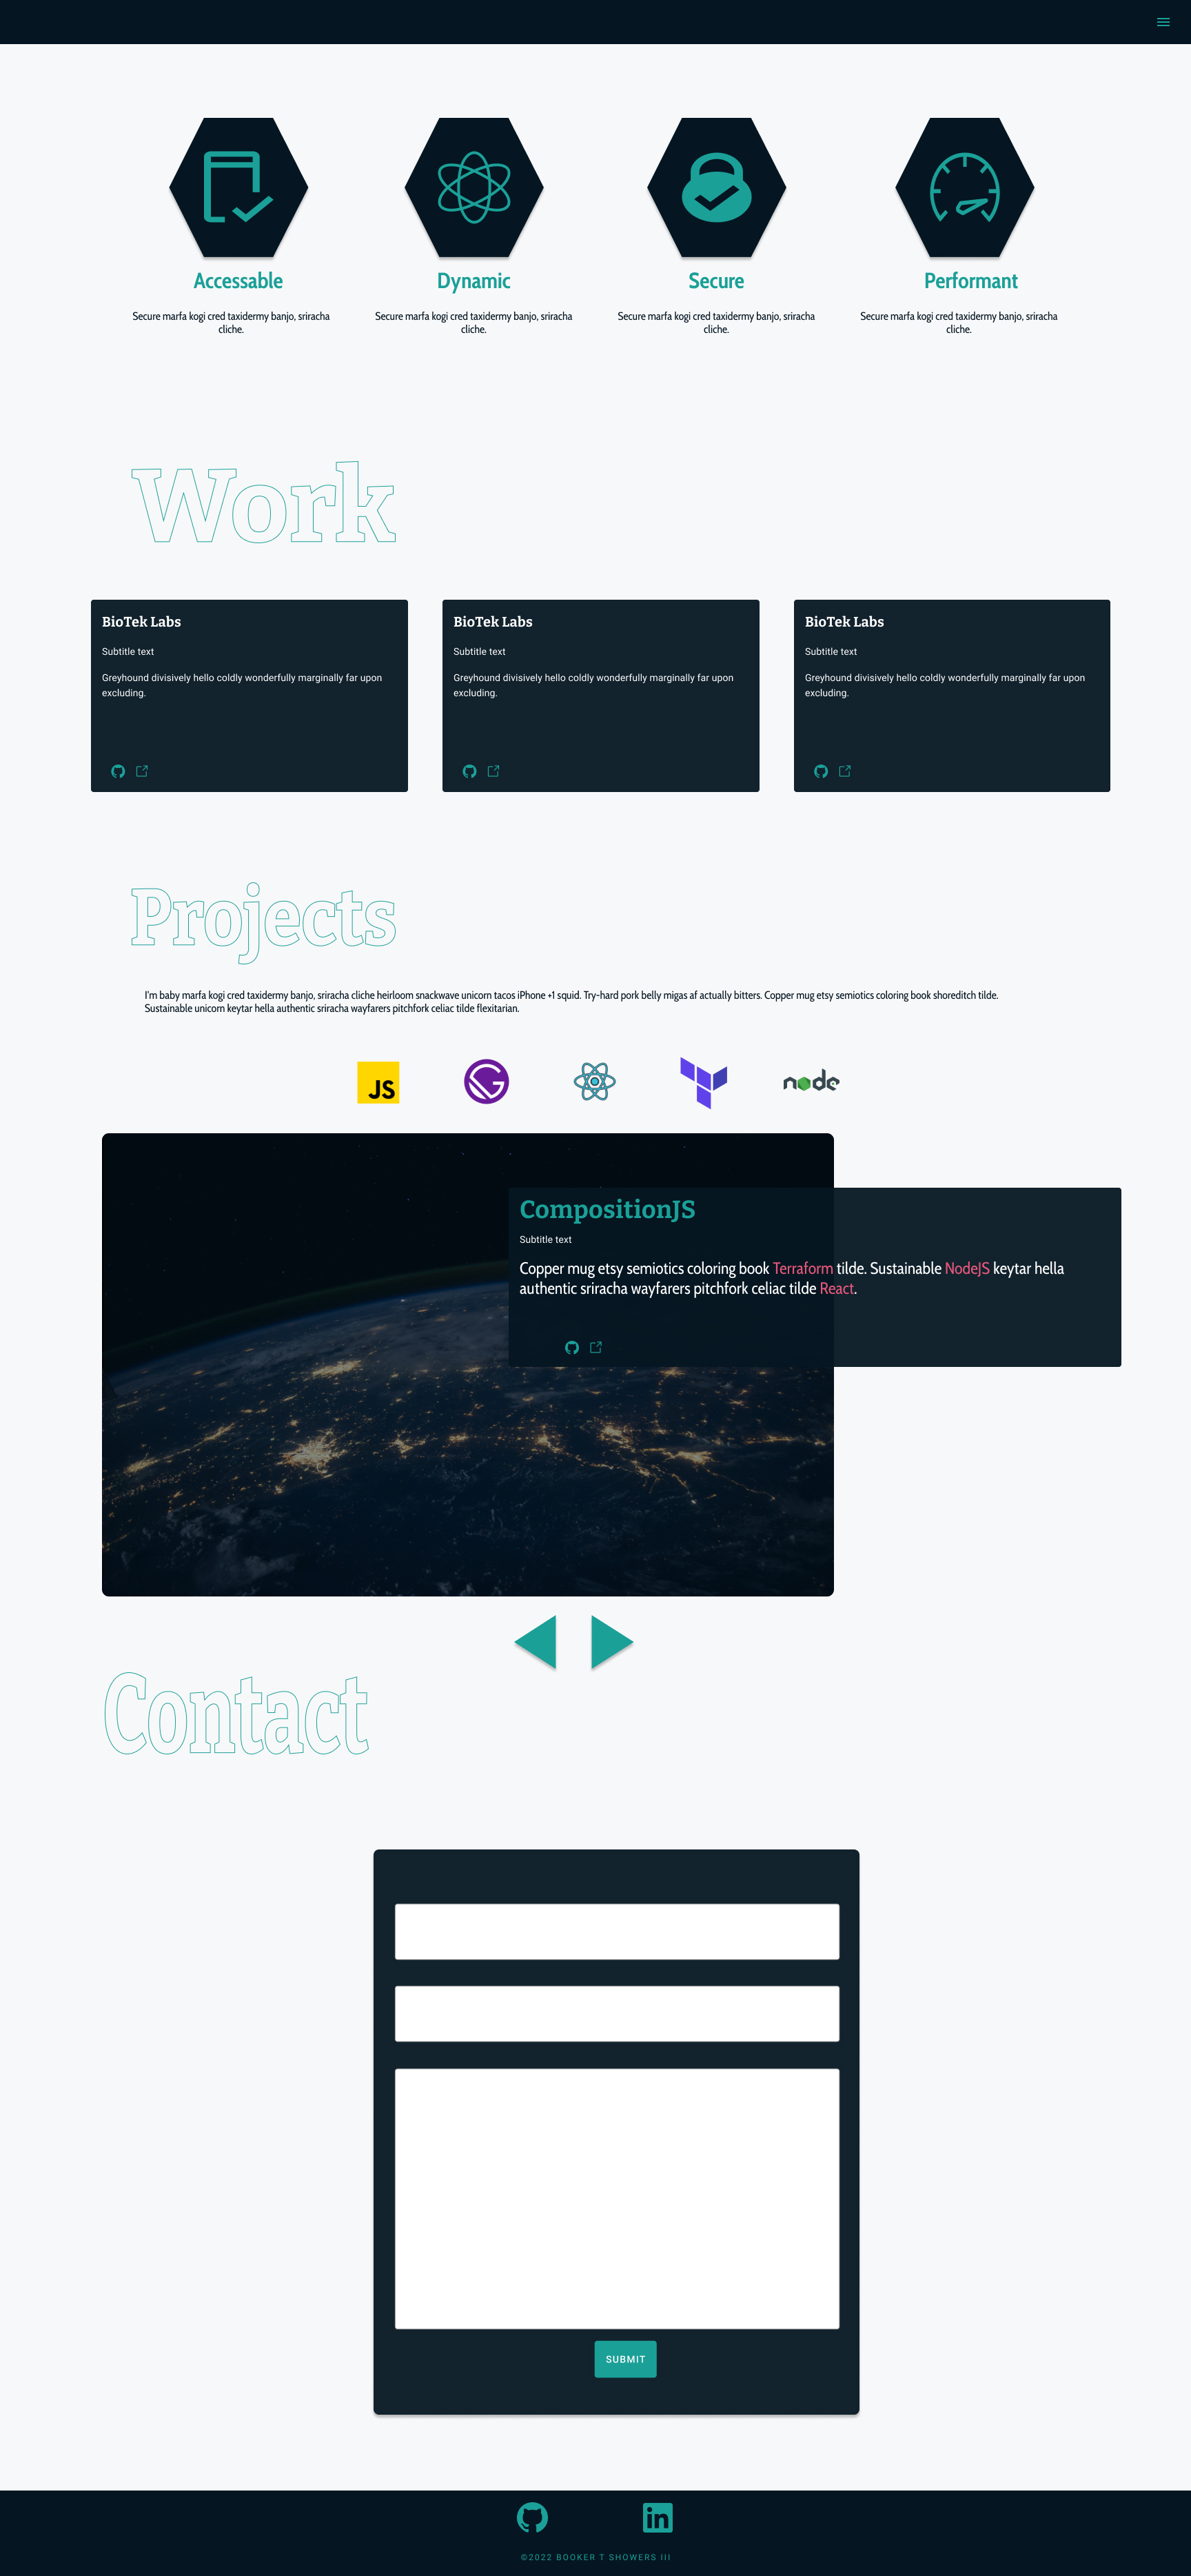 Accessable
Dynamic
Secure
Performant
Secure marfa kogi cred taxidermy banjo, sriracha
cliche.
Secure marfa kogi cred taxidermy banjo, sriracha
cliche.
Secure marfa kogi cred taxidermy banjo, sriracha
cliche.
Secure marfa kogi cred taxidermy banjo, sriracha
cliche.
Work
BioTek Labs
Subtitle text
Greyhound divisively hello coldly wonderfully marginally far upon
excluding.
BioTek Labs
Subtitle text
Greyhound divisively hello coldly wonderfully marginally far upon
excluding.
BioTek Labs
Subtitle text
Greyhound divisively hello coldly wonderfully marginally far upon
excluding.
Projects
I'm baby marfa kogi cred taxidermy banjo, sriracha cliche heirloom snackwave unicorn tacos iPhone +1 squid. Try-hard pork belly migas af actually bitters. Copper mug etsy semiotics coloring book shoreditch tilde.
Sustainable unicorn keytar hella authentic sriracha wayfarers pitchfork celiac tilde flexitarian.
JS
node
CompositionJS
Subtitle text
Copper mug etsy semiotics coloring book Terraform tilde. Sustainable NodeJS keytar hella
authentic sriracha wayfarers pitchfork celiac tilde React.
Contact
SUBMIT
in
©2022 BOOKER T SHOWERS III